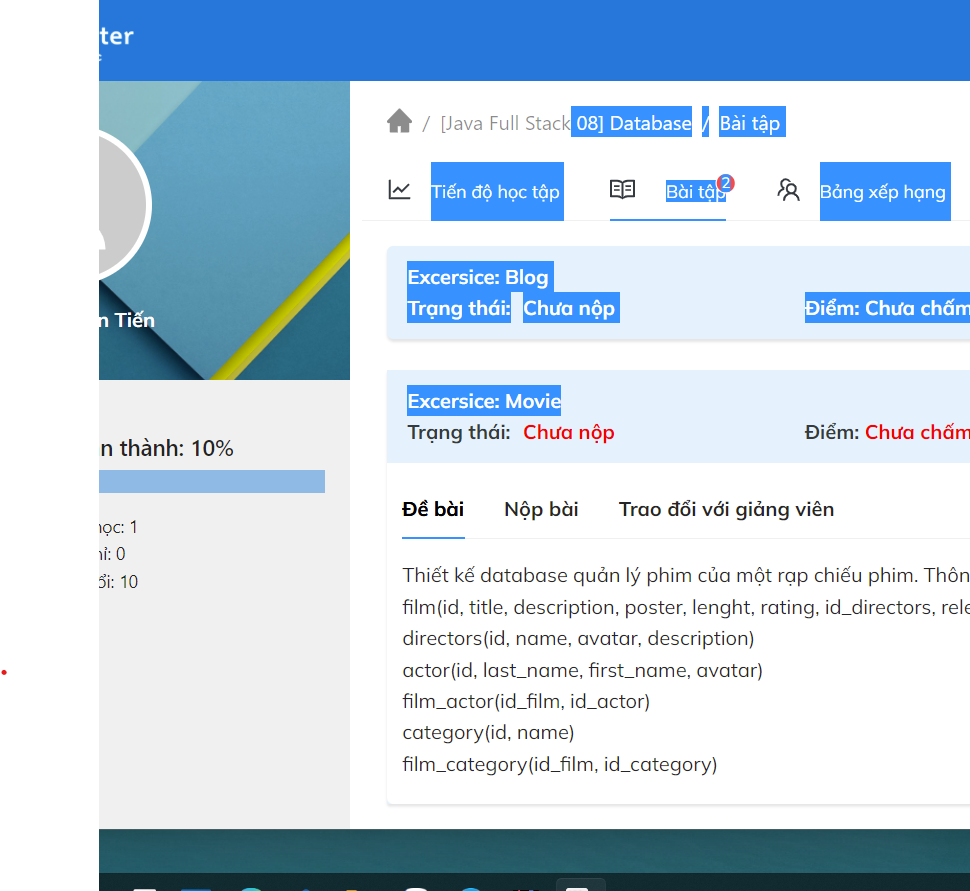 ter
/ [Java Full Stack 08] Database / Bài tập
Tiến độ học tập
Bài tập 2
Bảng xếp hạng
Excersice: Blog
Trạng thái: Chưa nộp Điểm: Chưa chấm
n Tiến
Excersice: Movie
Trạng thái: Chưa nộp Điểm: Chưa chấm
n thành: 10%
Đề bài Nộp bài Trao đổi với giảng viên
học: 1
hỉ: 0
ổi: 10
Thiết kế database quản lý phim của một rạp chiếu phim. Thôn
film(id, title, description, poster, lenght, rating, id_directors, rele
directors(id, name, avatar, description)
actor(id, last_name, first_name, avatar)
film_actor(id_film, id_actor)
category(id, name)
film_category(id_film, id_category)